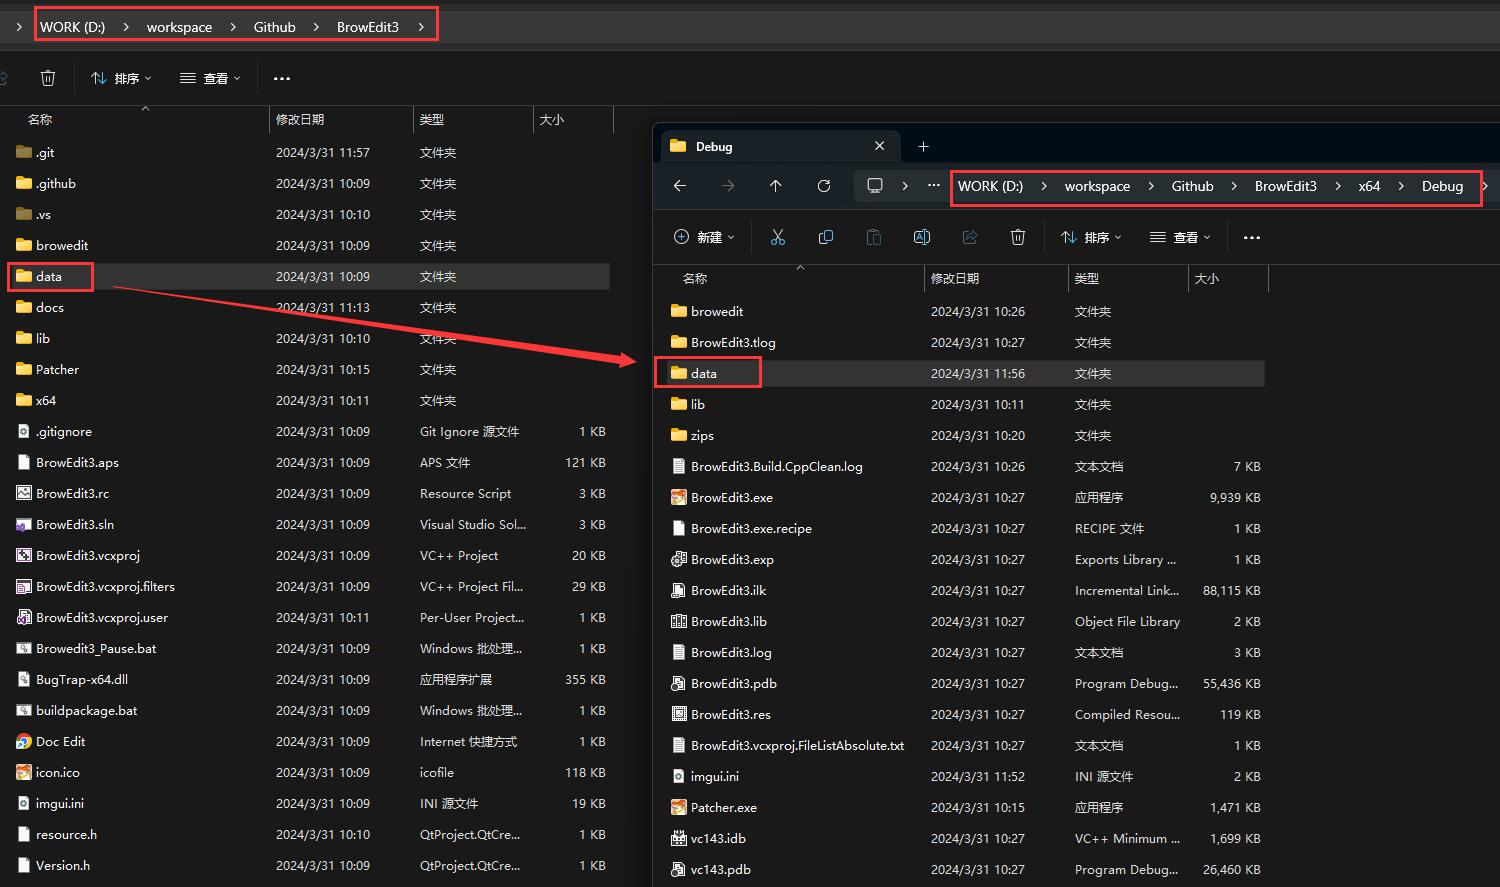 WORK (D:) > workspace > Github > BrowEdit3 >
排序 查看 •••
名称 修改日期 类型 大小
.git 2024/3/31 11:57 文件夹
.github 2024/3/31 10:09 文件夹
.vs 2024/3/31 10:10 文件夹
browedit 2024/3/31 10:09 文件夹
data 2024/3/31 10:09 文件夹
docs 2024/3/31 11:13 文件夹
lib 2024/3/31 10:10 文件夹
Patcher 2024/3/31 10:15 文件夹
x64 2024/3/31 10:11 文件夹
.gitignore 2024/3/31 10:09 Git Ignore 源文件 1 KB
BrowEdit3.aps 2024/3/31 10:09 APS 文件 121 KB
BrowEdit3.rc 2024/3/31 10:09 Resource Script 3 KB
BrowEdit3.sln 2024/3/31 10:09 Visual Studio Sol... 3 KB
BrowEdit3.vcxproj 2024/3/31 10:09 VC++ Project 20 KB
BrowEdit3.vcxproj.filters 2024/3/31 10:09 VC++ Project Fil... 29 KB
BrowEdit3.vcxproj.user 2024/3/31 10:11 Per-User Project... 1 KB
Browedit3_Pause.bat 2024/3/31 10:09 Windows 批处理... 1 KB
BugTrap-x64.dll 2024/3/31 10:09 应用程序扩展 355 KB
buildpackage.bat 2024/3/31 10:09 Windows 批处理... 1 KB
Doc Edit 2024/3/31 10:09 Internet 快捷方式 1 KB
icon.ico 2024/3/31 10:09 icofile 118 KB
imgui.ini 2024/3/31 10:09 INI 源文件 19 KB
resource.h 2024/3/31 10:10 QtProject.QtCre... 1 KB
Version.h 2024/3/31 10:09 QtProject.QtCre... 1 KB
Debug
WORK (D:) > workspace > Github > BrowEdit3 > x64 > Debug
新建 排序 查看 •••
名称 修改日期 类型 大小
browedit 2024/3/31 10:26 文件夹
BrowEdit3.tlog 2024/3/31 10:27 文件夹
data 2024/3/31 11:56 文件夹
lib 2024/3/31 10:11 文件夹
zips 2024/3/31 10:20 文件夹
BrowEdit3.Build.CppClean.log 2024/3/31 10:26 文本文档 7 KB
BrowEdit3.exe 2024/3/31 10:27 应用程序 9,939 KB
BrowEdit3.exe.recipe 2024/3/31 10:27 RECIPE 文件 1 KB
BrowEdit3.exp 2024/3/31 10:27 Exports Library ... 1 KB
BrowEdit3.ilk 2024/3/31 10:27 Incremental Link... 88,115 KB
BrowEdit3.lib 2024/3/31 10:27 Object File Library 2 KB
BrowEdit3.log 2024/3/31 10:27 文本文档 3 KB
BrowEdit3.pdb 2024/3/31 10:27 Program Debug... 55,436 KB
BrowEdit3.res 2024/3/31 10:27 Compiled Resou... 119 KB
BrowEdit3.vcxproj.FileListAbsolute.txt 2024/3/31 10:27 文本文档 1 KB
imgui.ini 2024/3/31 11:52 INI 源文件 2 KB
Patcher.exe 2024/3/31 10:15 应用程序 1,471 KB
vc143.idb 2024/3/31 10:27 VC++ Minimum ... 1,699 KB
vc143.pdb 2024/3/31 10:27 Program Debug... 26,460 KB